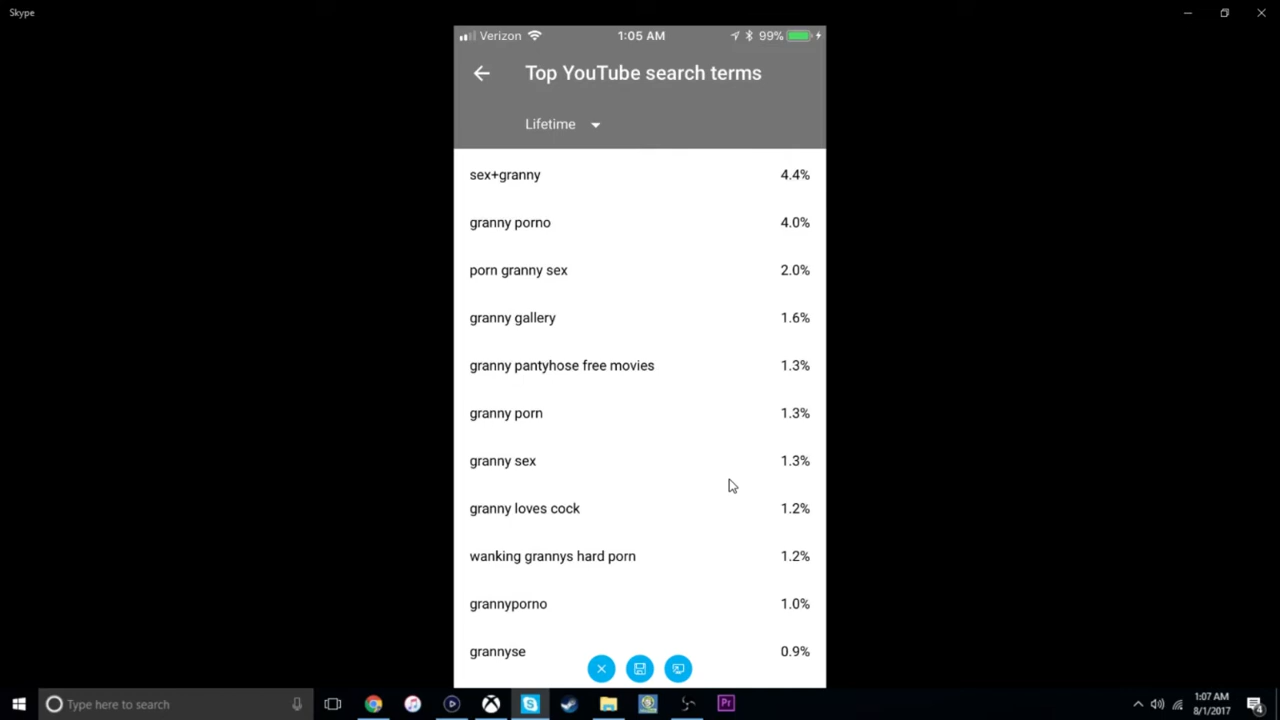 Skype
Verizon 1:05 AM 99%
Top YouTube search terms
Lifetime
sex+granny 4.4%
granny porno 4.0%
porn granny sex 2.0%
granny gallery 1.6%
granny pantyhose free movies 1.3%
granny porn 1.3%
granny sex 1.3%
granny loves cock 1.2%
wanking grannys hard porn 1.2%
grannyporno 1.0%
grannyse 0.9%
Type here to search
Pr
1:07 AM
8/1/2017
4